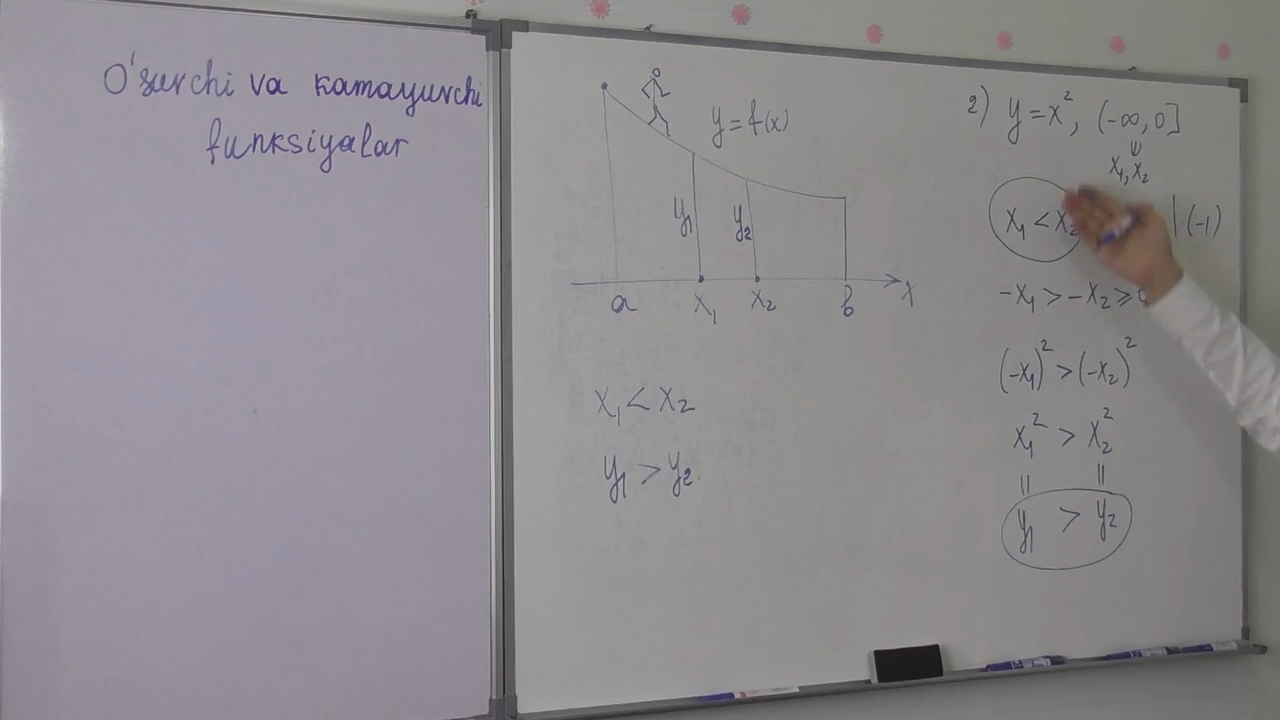 O'suvchi va kamayuvchi
funksiyalar
y=f(x)
y₁ y₂
a x₁ x₂ b x
x₁ < x₂
y₁ > y₂.
2) y=x², (-∞, 0]
x₁, x₂
x₁ < x₂ | (-1)
-x₁ > -x₂ ≥
(-x₁)² > (-x₂)²
x₁² > x₂²
= =
y₁ > y₂